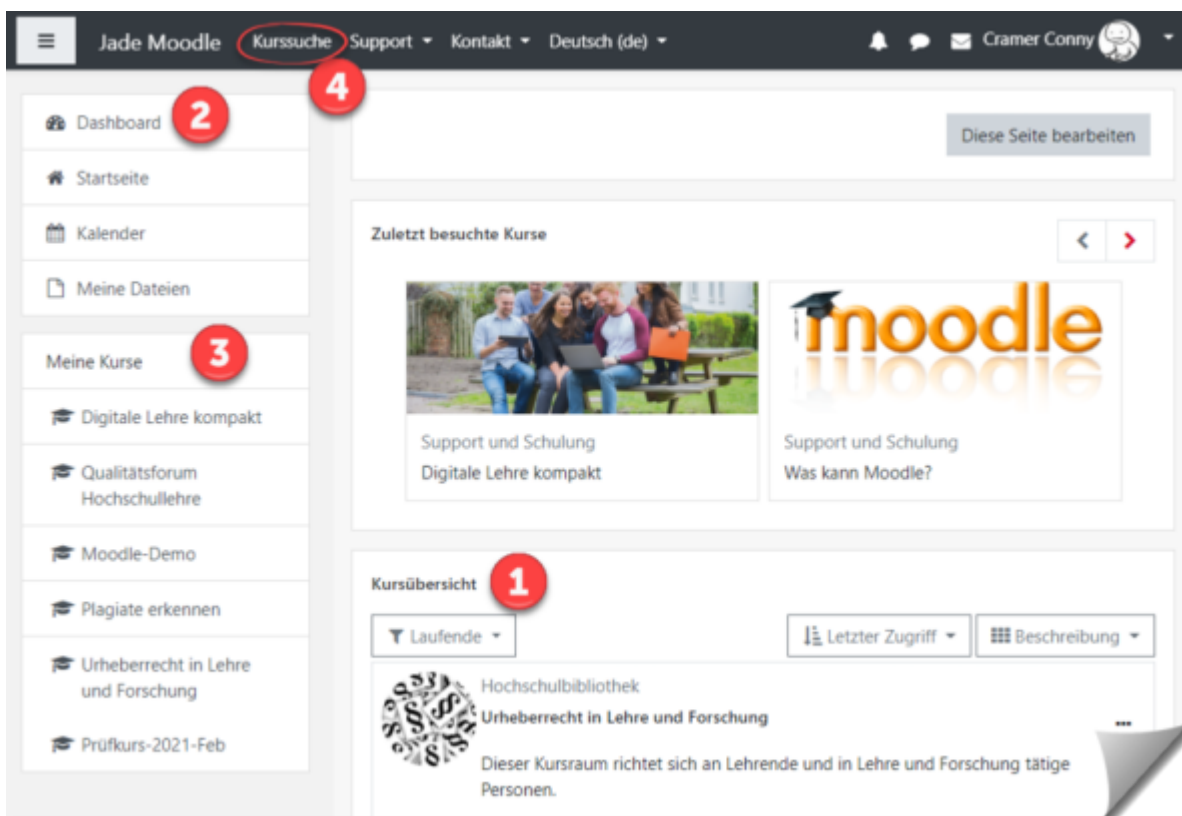 Jade Moodle Kurssuche Support Kontakt Deutsch (de) Cramer Conny
4
Dashboard 2
Startseite
Kalender
Meine Dateien
Meine Kurse 3
Digitale Lehre kompakt
Qualitätsforum
Hochschullehre
Moodle-Demo
Plagiate erkennen
Urheberrecht in Lehre
und Forschung
Prüfkurs-2021-Feb
Diese Seite bearbeiten
Zuletzt besuchte Kurse
Support und Schulung
Digitale Lehre kompakt
moodle
Support und Schulung
Was kann Moodle?
Kursübersicht 1
Laufende Letzter Zugriff Beschreibung
Hochschulbibliothek
Urheberrecht in Lehre und Forschung
...
Dieser Kursraum richtet sich an Lehrende und in Lehre und Forschung tätige
Personen.